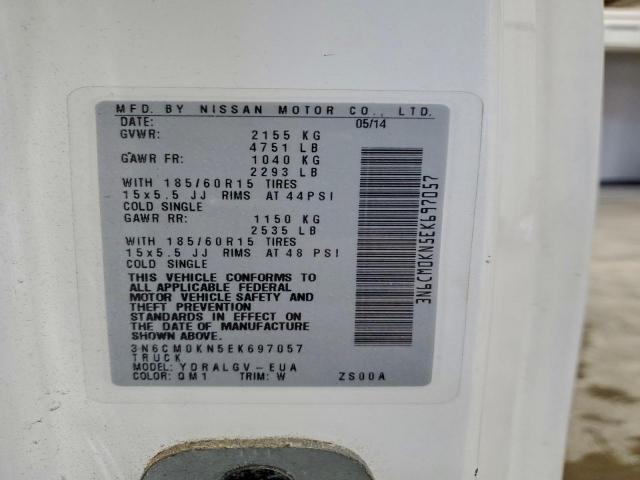 MFD. BY NISSAN MOTOR CO., LTD.
DATE: 05/14
GVWR: 2155 KG
4751 LB
GAWR FR: 1040 KG
2293 LB
WITH 185/60R15 TIRES
15x5.5 JJ RIMS AT 44PSI
COLD SINGLE
GAWR RR: 1150 KG
2535 LB
WITH 185/60R15 TIRES
15x5.5 JJ RIMS AT 48 PSI
COLD SINGLE
THIS VEHICLE CONFORMS TO
ALL APPLICABLE FEDERAL
MOTOR VEHICLE SAFETY AND
THEFT PREVENTION
STANDARDS IN EFFECT ON
THE DATE OF MANUFACTURE
SHOWN ABOVE.
3N6CM0KN5EK697057
TRUCK
MODEL: YDRALGV-EUA
COLOR: QM1 TRIM: W ZS00A
3N6CM0KN5EK697057